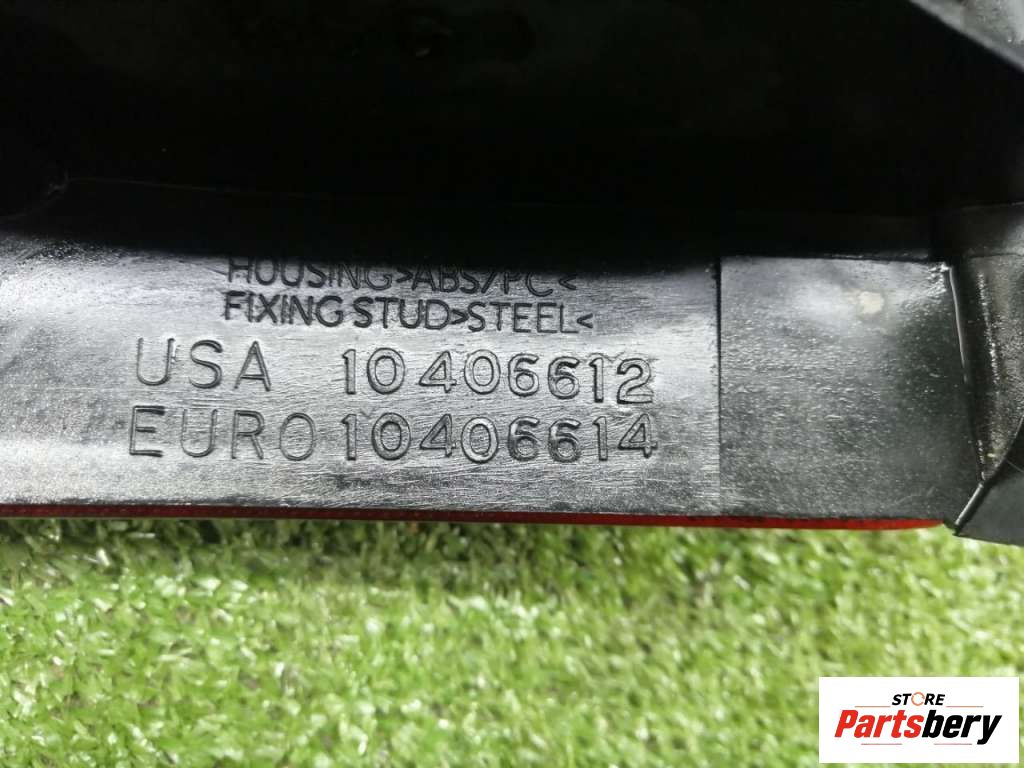 HOUSING>ABS/PC<
FIXING STUD>STEEL<
USA 10406612
EURO 10406614
STORE
Partsbery